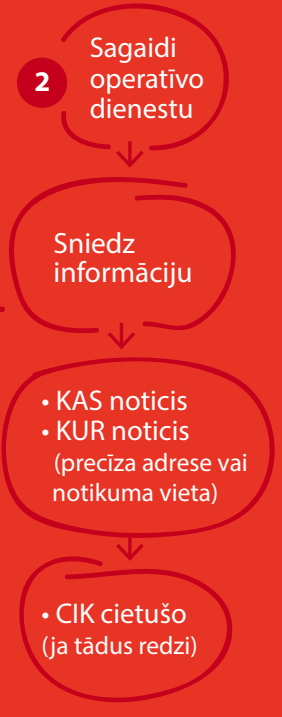 2
Sagaidi
operatīvo
dienestu
Sniedz
informāciju
• KAS noticis
• KUR noticis
(precīza adrese vai
notikuma vieta)
• CIK cietušo
(ja tādus redzi)